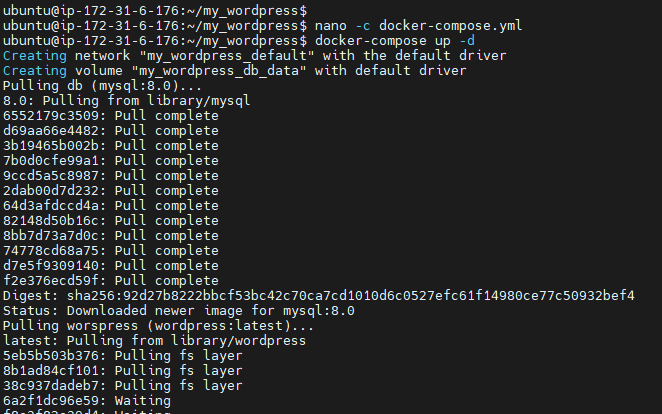 ubuntu@ip-172-31-6-176:~/my_wordpress$
ubuntu@ip-172-31-6-176:~/my_wordpress$ nano -c docker-compose.yml
ubuntu@ip-172-31-6-176:~/my_wordpress$ docker-compose up -d
Creating network "my_wordpress_default" with the default driver
Creating volume "my_wordpress_db_data" with default driver
Pulling db (mysql:8.0)...
8.0: Pulling from library/mysql
6552179c3509: Pull complete
d69aa66e4482: Pull complete
3b19465b002b: Pull complete
7b0d0cfe99a1: Pull complete
9ccd5a5c8987: Pull complete
2dab00d7d232: Pull complete
64d3afdccd4a: Pull complete
82148d50b16c: Pull complete
8bb7d73a7d0c: Pull complete
74778cd68a75: Pull complete
d7e5f9309140: Pull complete
f2e376ecd59f: Pull complete
Digest: sha256:92d27b8222bbcf53bc42c70ca7cd1010d6c0527efc61f14980ce77c50932bef4
Status: Downloaded newer image for mysql:8.0
Pulling worspress (wordpress:latest)...
latest: Pulling from library/wordpress
5eb5b503b376: Pulling fs layer
8b1ad84cf101: Pulling fs layer
38c937dadeb7: Pulling fs layer
6a2f1dc96e59: Waiting